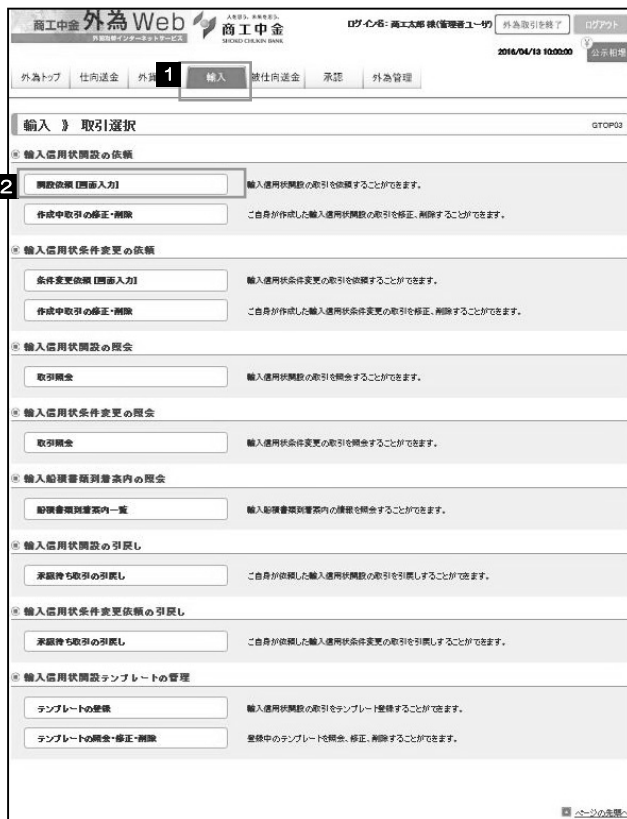 商工中金 外為Web
外為取引インターネットサービス
人を思う。未来を思う。
商工中金
SHOKO CHUKIN BANK
ログイン名：商工太郎 様(管理者ユーザ)
外為取引を終了
ログアウト
2016/04/13 10:00:00
¥
公示相場
外為トップ
仕向送金
外貨
1
輸入
被仕向送金
承認
外為管理
輸入 》 取引選択
GTOP03
輸入信用状開設の依頼
2
開設依頼[画面入力]
輸入信用状開設の取引を依頼することができます。
作成中取引の修正・削除
ご自身が作成した輸入信用状開設の取引を修正、削除することができます。
輸入信用状条件変更の依頼
条件変更依頼[画面入力]
輸入信用状条件変更の取引を依頼することができます。
作成中取引の修正・削除
ご自身が作成した輸入信用状条件変更の取引を修正、削除することができます。
輸入信用状開設の照会
取引照会
輸入信用状開設の取引を照会することができます。
輸入信用状条件変更の照会
取引照会
輸入信用状条件変更の取引を照会することができます。
輸入船積書類到着案内の照会
船積書類到着案内一覧
輸入船積書類到着案内の情報を照会することができます。
輸入信用状開設の引戻し
承認待ち取引の引戻し
ご自身が依頼した輸入信用状開設の取引を引戻しすることができます。
輸入信用状条件変更依頼の引戻し
承認待ち取引の引戻し
ご自身が依頼した輸入信用状条件変更の取引を引戻しすることができます。
輸入信用状開設テンプレートの管理
テンプレートの登録
輸入信用状開設の取引をテンプレート登録することができます。
テンプレートの照会・修正・削除
登録中のテンプレートを照会、修正、削除することができます。
ページの先頭へ